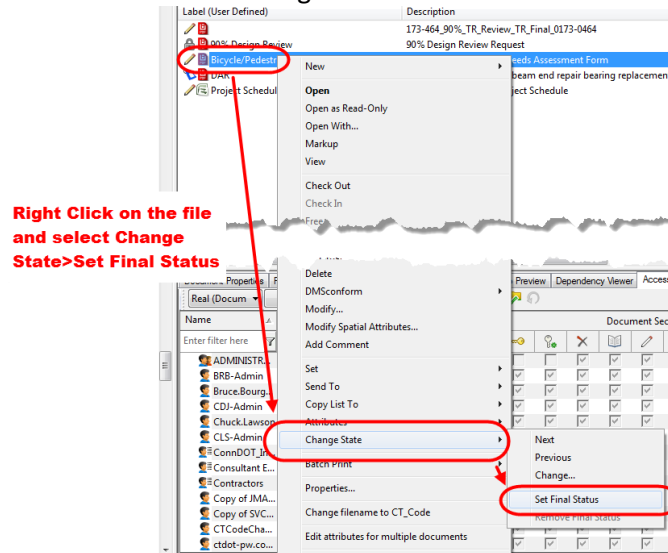 Label (User Defined) Description
173-464_90%_TR_Review_TR_Final_0173-0464
90% Design Review 90% Design Review Request
Bicycle/Pedestr eeds Assessment Form
DAR beam end repair bearing replacemen
Project Schedul ject Schedule
New
Open
Open as Read-Only
Open With...
Markup
View
Check Out
Check In
Free
Right Click on the file
and select Change
State>Set Final Status
Delete
DMSconform
Modify...
Modify Spatial Attributes...
Add Comment
Set
Send To
Copy List To
Attributes
Change State
Batch Print
Properties...
Change filename to CT_Code
Edit attributes for multiple documents
Properties Preview Dependency Viewer Acces
Real (Docum
Name Document Sec
Enter filter here
ADMINISTR...
BRB-Admin
Bruce.Bourg...
CDJ-Admin
Chuck.Lawson
CLS-Admin
ConnDOT_In...
Consultant E...
Contractors
Copy of JMA...
Copy of SVC...
CTCodeCha...
ctdot-pw.co...
Next
Previous
Change...
Set Final Status
Remove Final Status